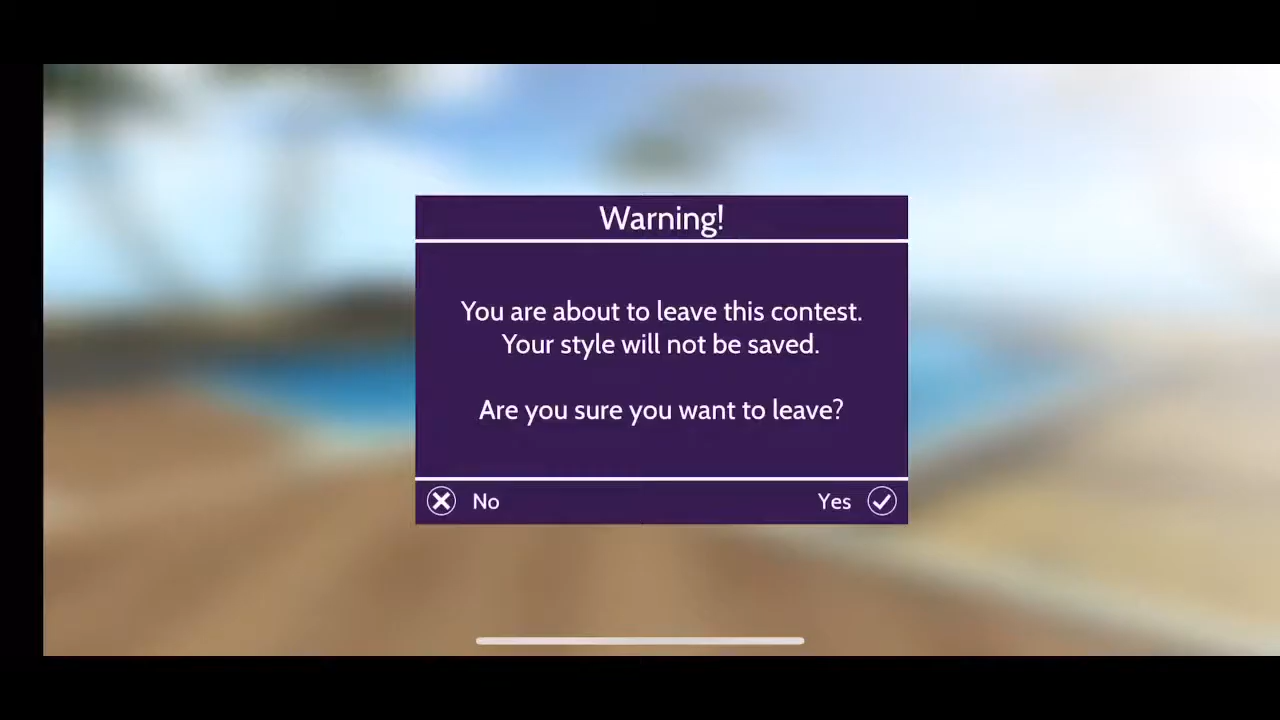 Warning!
You are about to leave this contest.
Your style will not be saved.
Are you sure you want to leave?
No
Yes